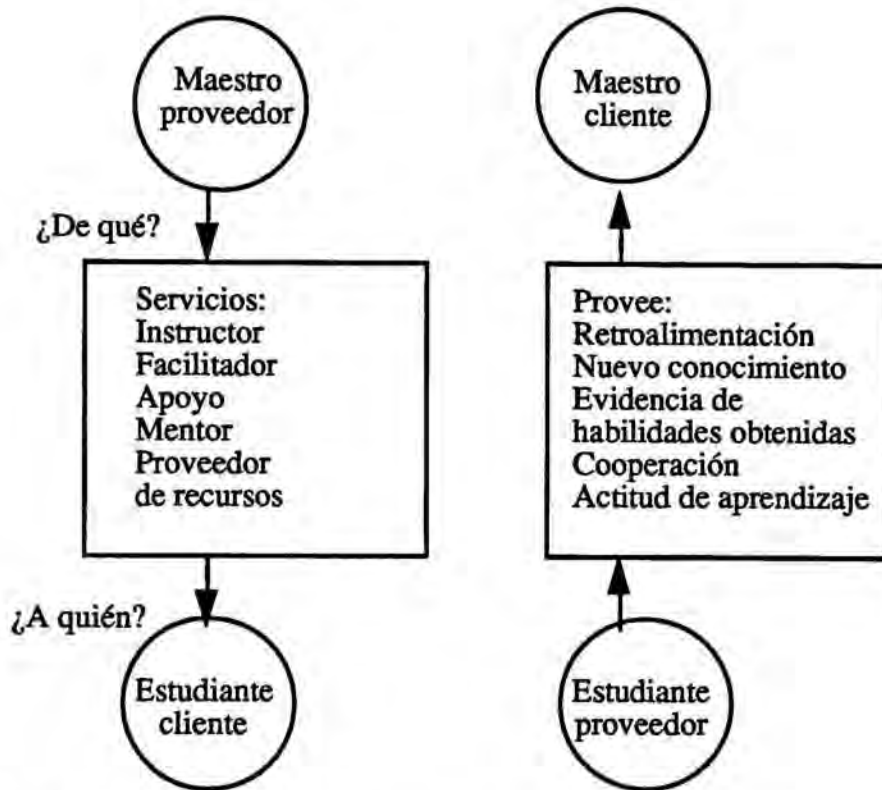 Maestro
proveedor
¿De qué?
Servicios:
Instructor
Facilitador
Apoyo
Mentor
Proveedor
de recursos
¿A quién?
Estudiante
cliente
Maestro
cliente
Provee:
Retroalimentación
Nuevo conocimiento
Evidencia de
habilidades obtenidas
Cooperación
Actitud de aprendizaje
Estudiante
proveedor